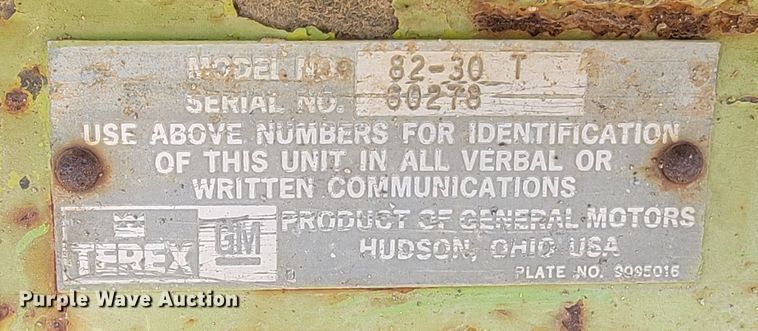 MODEL NO. 82-30 T
SERIAL NO. 60278
USE ABOVE NUMBERS FOR IDENTIFICATION
OF THIS UNIT IN ALL VERBAL OR
WRITTEN COMMUNICATIONS
TEREX GM PRODUCT OF GENERAL MOTORS
HUDSON, OHIO USA
PLATE NO. 9995016
Purple Wave Auction